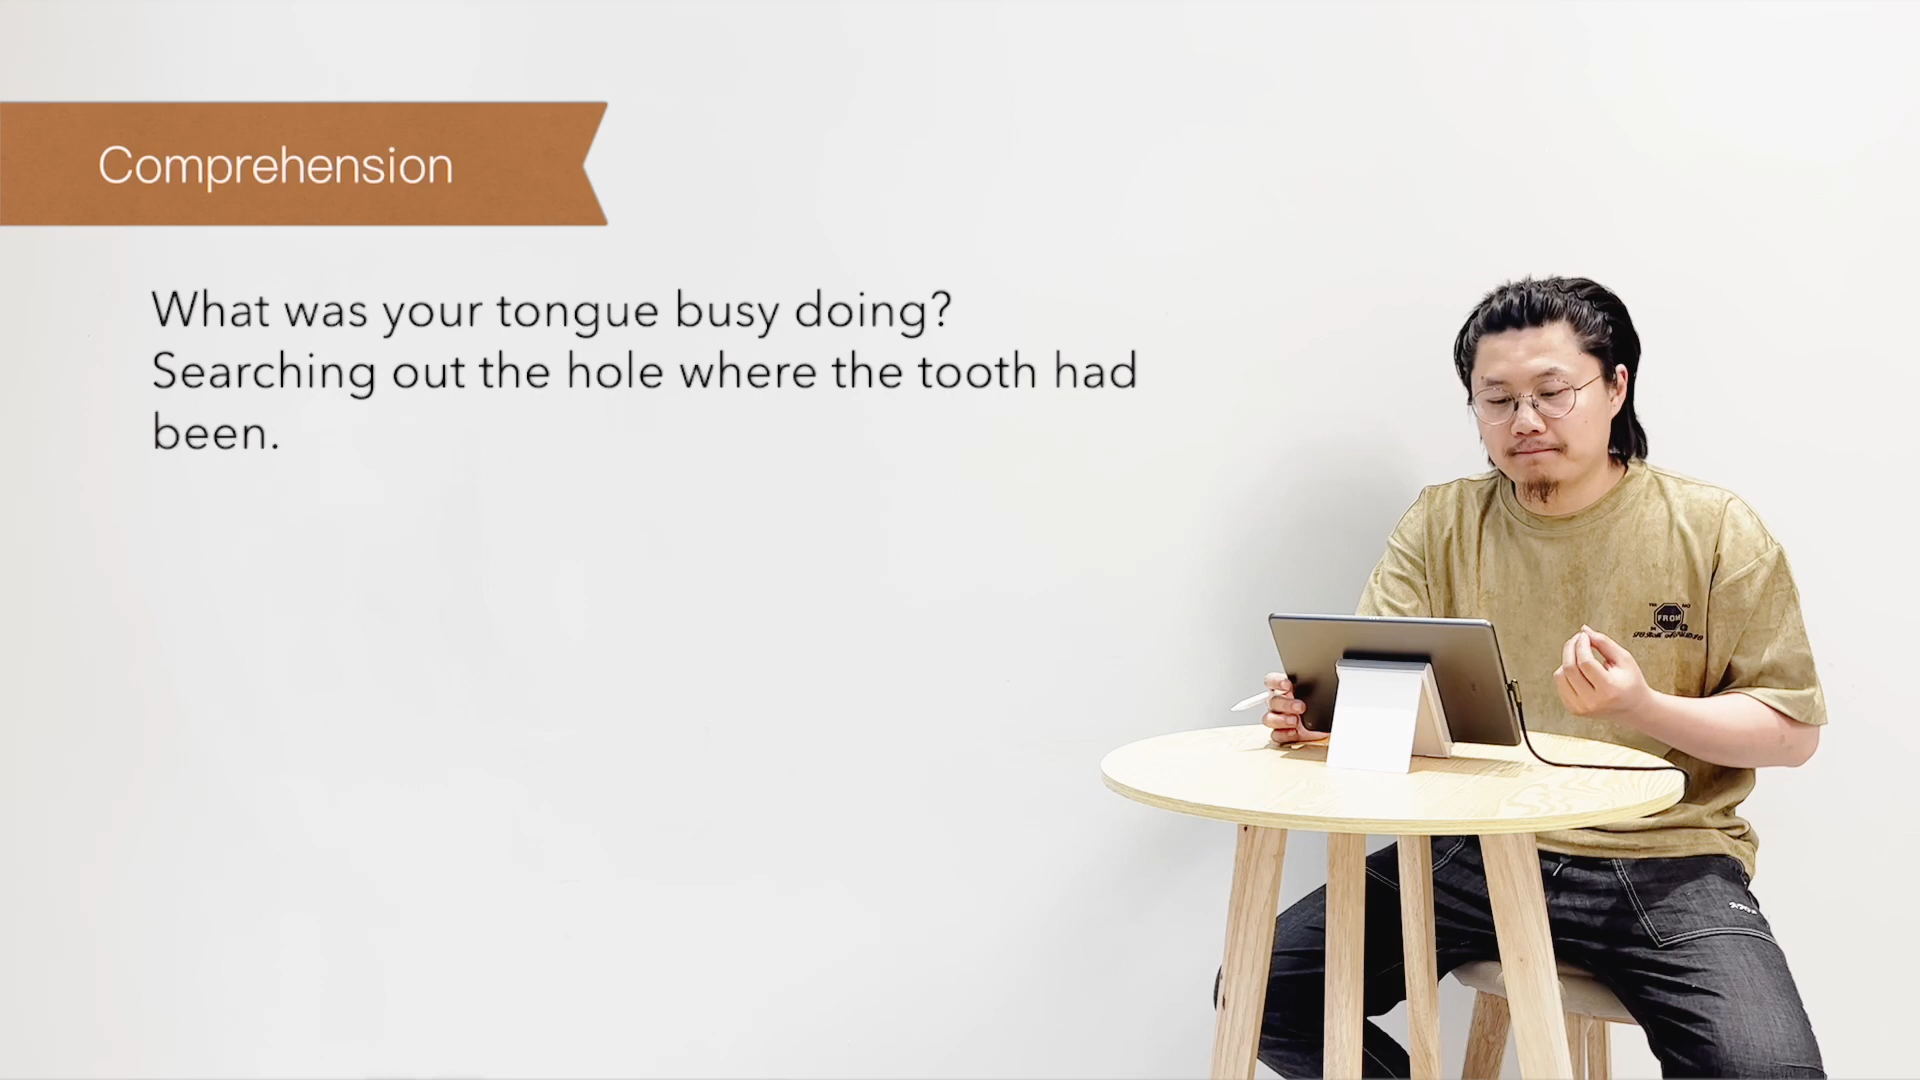 Comprehension
What was your tongue busy doing?
Searching out the hole where the tooth had
been.
FROM